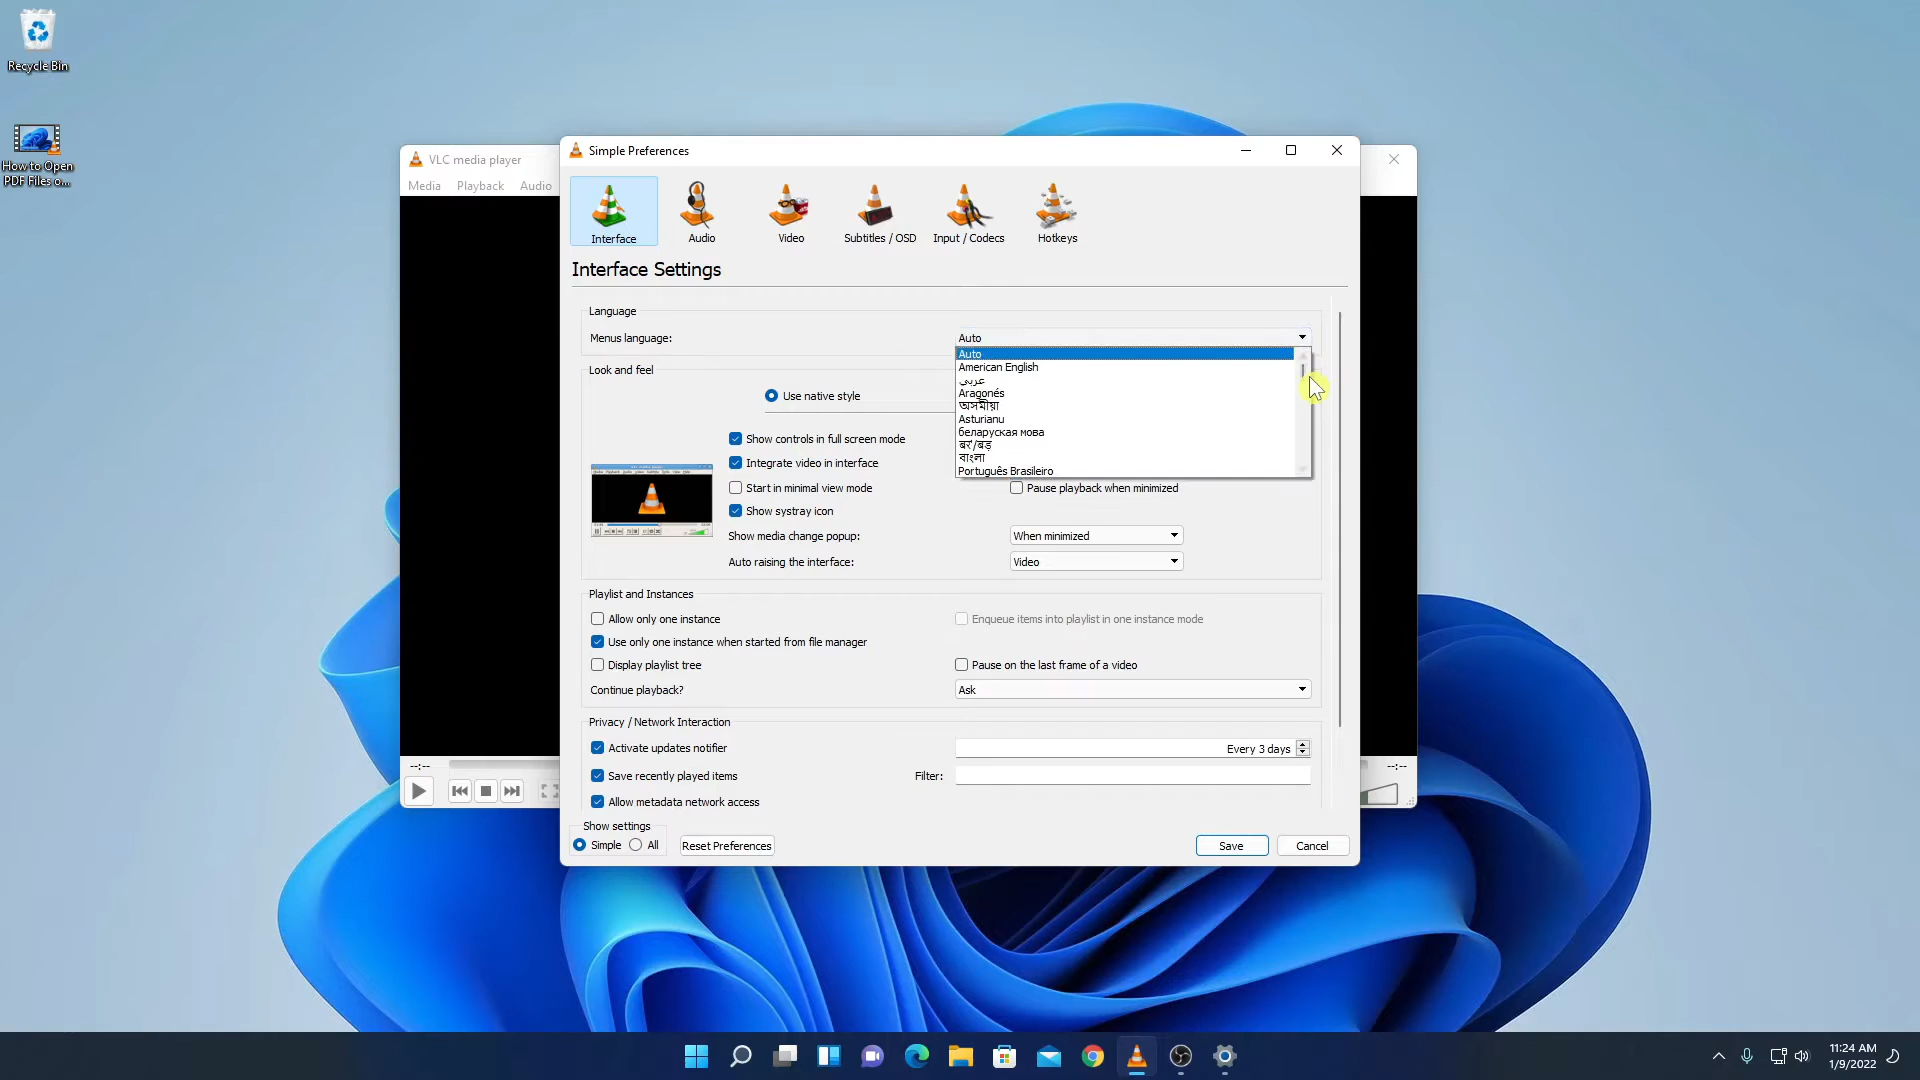 Recycle Bin
How to Open
PDF Files o...
VLC media player
Media Playback Audio
Simple Preferences
Interface
Audio
Video
Subtitles / OSD
Input / Codecs
Hotkeys
Interface Settings
Language
Menus language:
Auto
Auto
American English
عربي
Aragonés
অসমীয়া
Asturianu
беларуская мова
बर'/बड़
বাংলা
Português Brasileiro
Look and feel
Use native style
Show controls in full screen mode
Integrate video in interface
Start in minimal view mode
Pause playback when minimized
Show systray icon
Show media change popup:
When minimized
Auto raising the interface:
Video
Playlist and Instances
Allow only one instance
Enqueue items into playlist in one instance mode
Use only one instance when started from file manager
Display playlist tree
Pause on the last frame of a video
Continue playback?
Ask
Privacy / Network Interaction
Activate updates notifier
Every 3 days
Save recently played items
Filter:
Allow metadata network access
--:--
--:--
Show settings
Simple
All
Reset Preferences
Save
Cancel
11:24 AM
1/9/2022